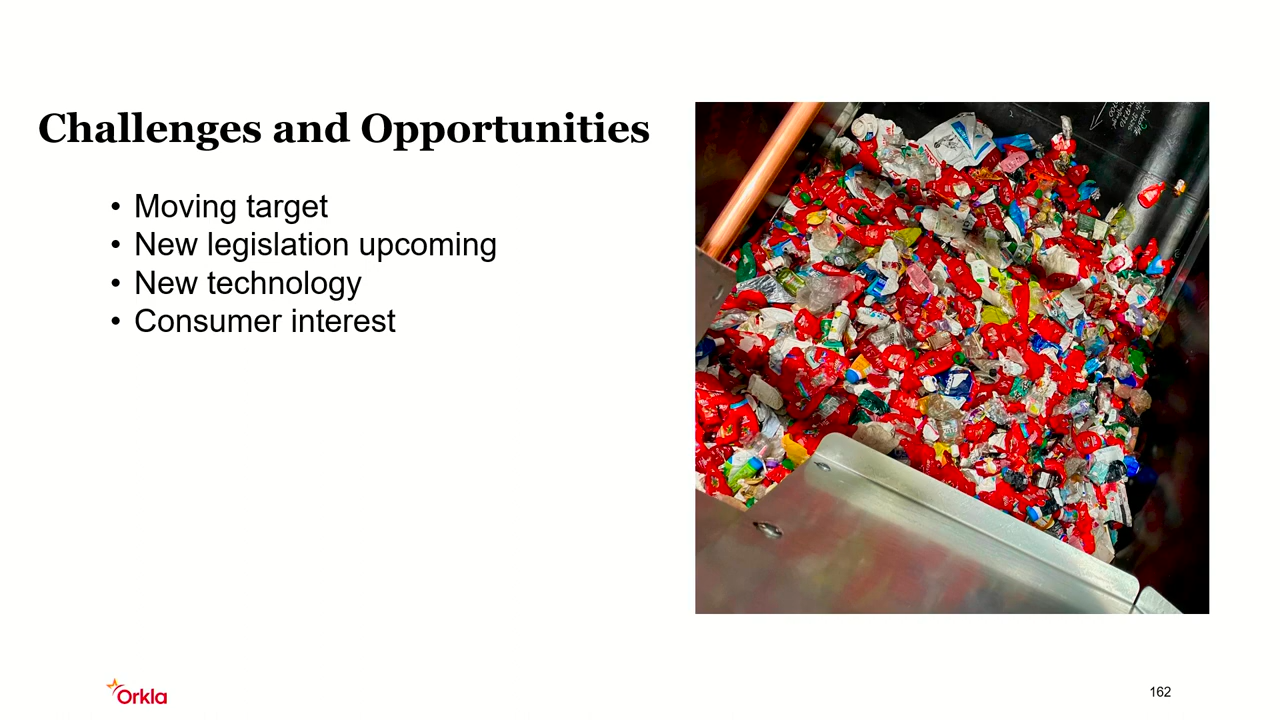 Challenges and Opportunities
• Moving target
• New legislation upcoming
• New technology
• Consumer interest
Orkla
162